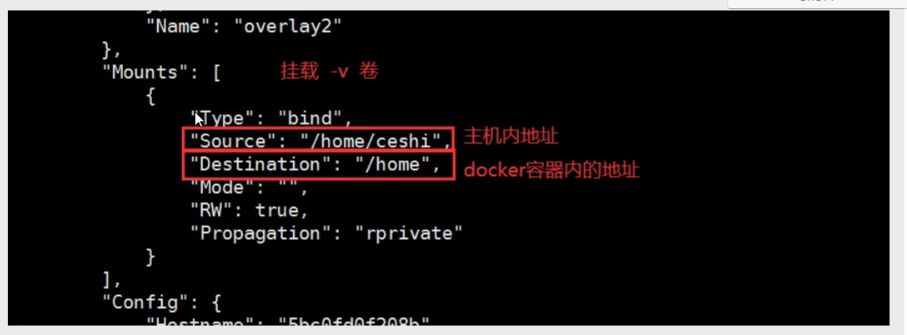 "Name": "overlay2"
},
"Mounts": [ 挂载 -v 卷
{
"Type": "bind",
"Source": "/home/ceshi", 主机内地址
"Destination": "/home", docker容器内的地址
"Mode": "",
"RW": true,
"Propagation": "rprivate"
}
],
"Config": {
"Hostname": "5bc0fd0f208b"